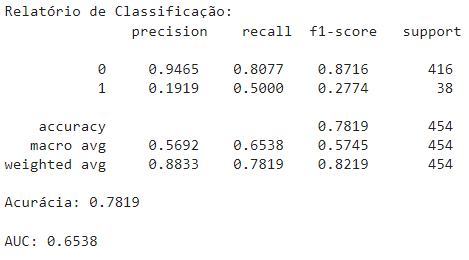 Relatório de Classificação:
precision recall f1-score support
0 0.9465 0.8077 0.8716 416
1 0.1919 0.5000 0.2774 38
accuracy 0.7819 454
macro avg 0.5692 0.6538 0.5745 454
weighted avg 0.8833 0.7819 0.8219 454
Acurácia: 0.7819
AUC: 0.6538